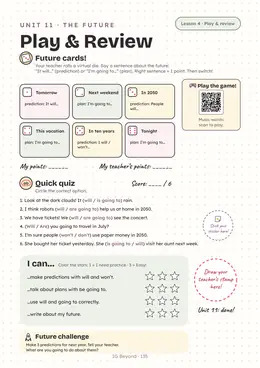 UNIT 11 · THE FUTURE
Lesson 4 · Play & review
Play & Review
Future cards!
Your teacher rolls a virtual die. Say a sentence about the future.
"It will..." (prediction) or "I'm going to..." (plan). Right sentence = 1 point. Then switch!
Play the game!
Tomorrow
prediction: It will...
Next weekend
plan: I'm going to...
In 2050
prediction: People will...
This vacation
plan: I'm going to...
In ten years
prediction: I will / won't...
Tonight
plan: I'm going to...
My points: ______
My teacher's points: ______
Quick quiz
Circle the correct option.
Score: ____ / 6
1. Look at the dark clouds! It (will / is going to) rain.
2. I think robots (will / are going to) help us at home in 2050.
3. We have tickets! We (will / are going to) see the concert.
4. (Will / Are) you going to travel in July?
5. I'm sure people (won't / don't) use paper money in 2050.
6. She bought her ticket yesterday. She (is going to / will) visit her aunt next week.
I can...
...make predictions with will and won't.
...talk about plans with be going to.
...use will and going to correctly.
...write about my future.
Draw your teacher's stamp here!
Unit 11: done!
Future challenge
Make 3 predictions for next year. Tell your teacher.
What are you going to do about them?